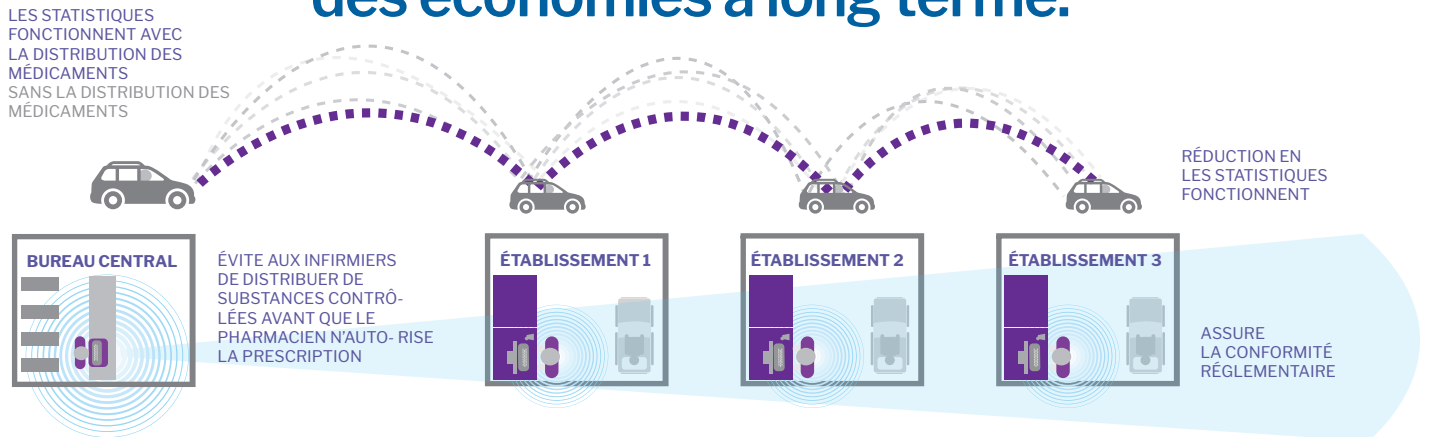 des économies à long terme.
LES STATISTIQUES
FONCTIONNENT AVEC
LA DISTRIBUTION DES
MÉDICAMENTS
SANS LA DISTRIBUTION DES
MÉDICAMENTS
RÉDUCTION EN
LES STATISTIQUES
FONCTIONNENT
BUREAU CENTRAL
ÉVITE AUX INFIRMIERS
DE DISTRIBUER DE
SUBSTANCES CONTRÔ-
LÉES AVANT QUE LE
PHARMACIEN N'AUTO- RISE
LA PRESCRIPTION
ÉTABLISSEMENT 1
ÉTABLISSEMENT 2
ÉTABLISSEMENT 3
ASSURE
LA CONFORMITÉ
RÉGLEMENTAIRE